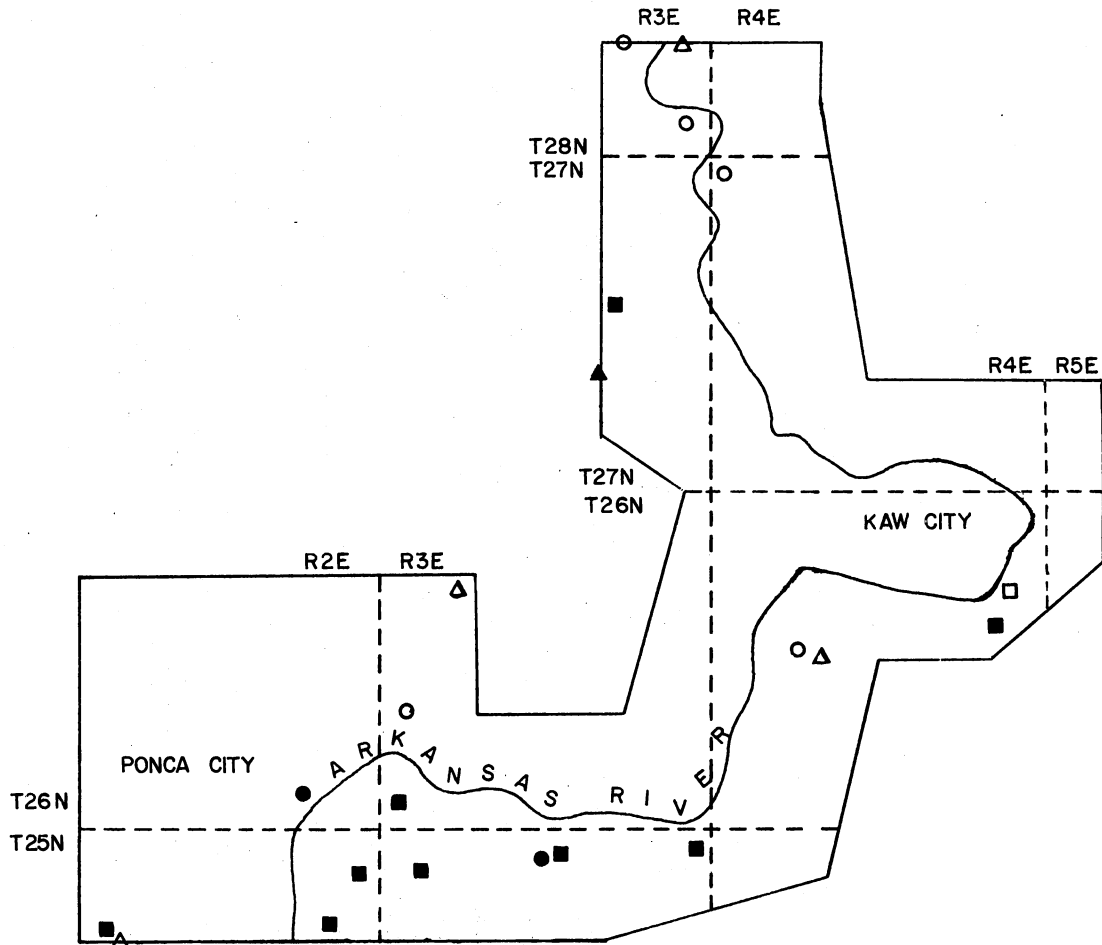 R3E R4E
T28N
T27N
R4E R5E
T27N
T26N
KAW CITY
R2E R3E
PONCA CITY
ARKANSAS RIVER
T26N
T25N